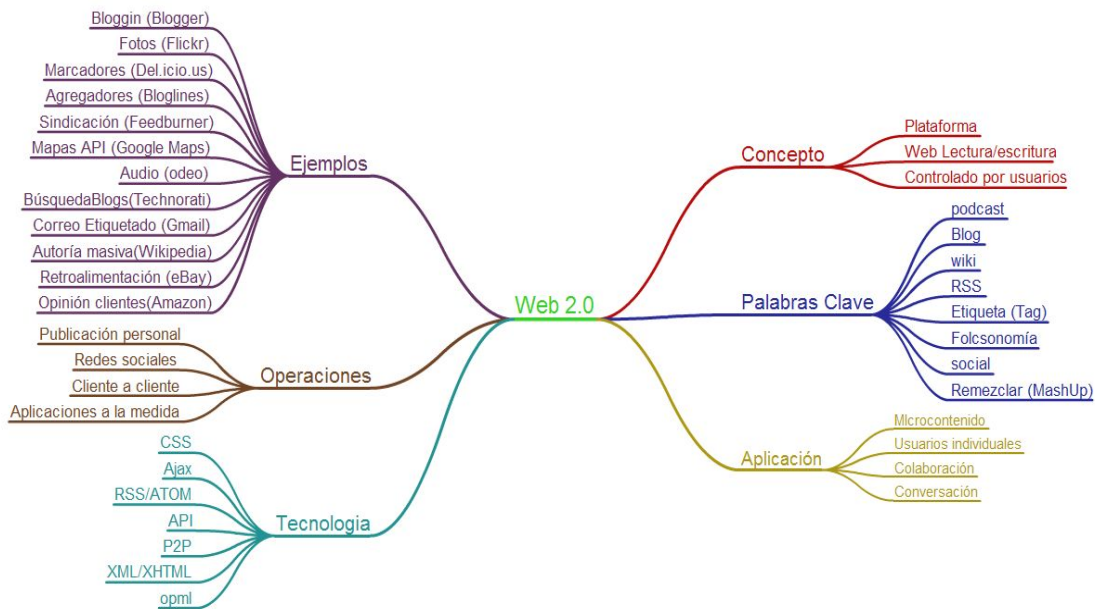 Web 2.0
Ejemplos
Bloggin (Blogger)
Fotos (Flickr)
Marcadores (Del.icio.us)
Agregadores (Bloglines)
Sindicación (Feedburner)
Mapas API (Google Maps)
Audio (odeo)
BúsquedaBlogs(Technorati)
Correo Etiquetado (Gmail)
Autoría masiva(Wikipedia)
Retroalimentación (eBay)
Opinión clientes(Amazon)
Operaciones
Publicación personal
Redes sociales
Cliente a cliente
Aplicaciones a la medida
Tecnologia
CSS
Ajax
RSS/ATOM
API
P2P
XML/XHTML
opml
Concepto
Plataforma
Web Lectura/escritura
Controlado por usuarios
Palabras Clave
podcast
Blog
wiki
RSS
Etiqueta (Tag)
Folcsonomía
social
Remezclar (MashUp)
Aplicación
MIcrocontenido
Usuarios individuales
Colaboración
Conversación